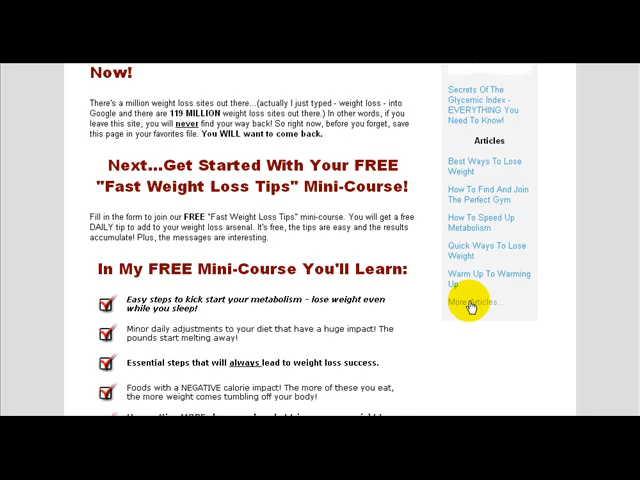 Now!
There's a million weight loss sites out there...(actually I just typed - weight loss - into
Google and there are 119 MILLION weight loss sites out there.) In other words, if you
leave this site, you will never find your way back! So right now, before you forget, save
this page in your favorites file. You WILL want to come back.
Next...Get Started With Your FREE
"Fast Weight Loss Tips" Mini-Course!
Fill in the form to join our FREE "Fast Weight Loss Tips" mini-course. You will get a free
DAILY tip to add to your weight loss arsenal. It's free, the tips are easy and the results
accumulate! Plus, the messages are interesting.
In My FREE Mini-Course You'll Learn:
Easy steps to kick start your metabolism - lose weight even
while you sleep!
Minor daily adjustments to your diet that have a huge impact! The
pounds start melting away!
Essential steps that will always lead to weight loss success.
Foods with a NEGATIVE calorie impact! The more of these you eat,
the more weight comes tumbling off your body!
Secrets Of The
Glycemic Index -
EVERYTHING You
Need To Know!
Articles
Best Ways To Lose
Weight
How To Find And Join
The Perfect Gym
How To Speed Up
Metabolism
Quick Ways To Lose
Weight
Warm Up To Warming
Up
More Articles...